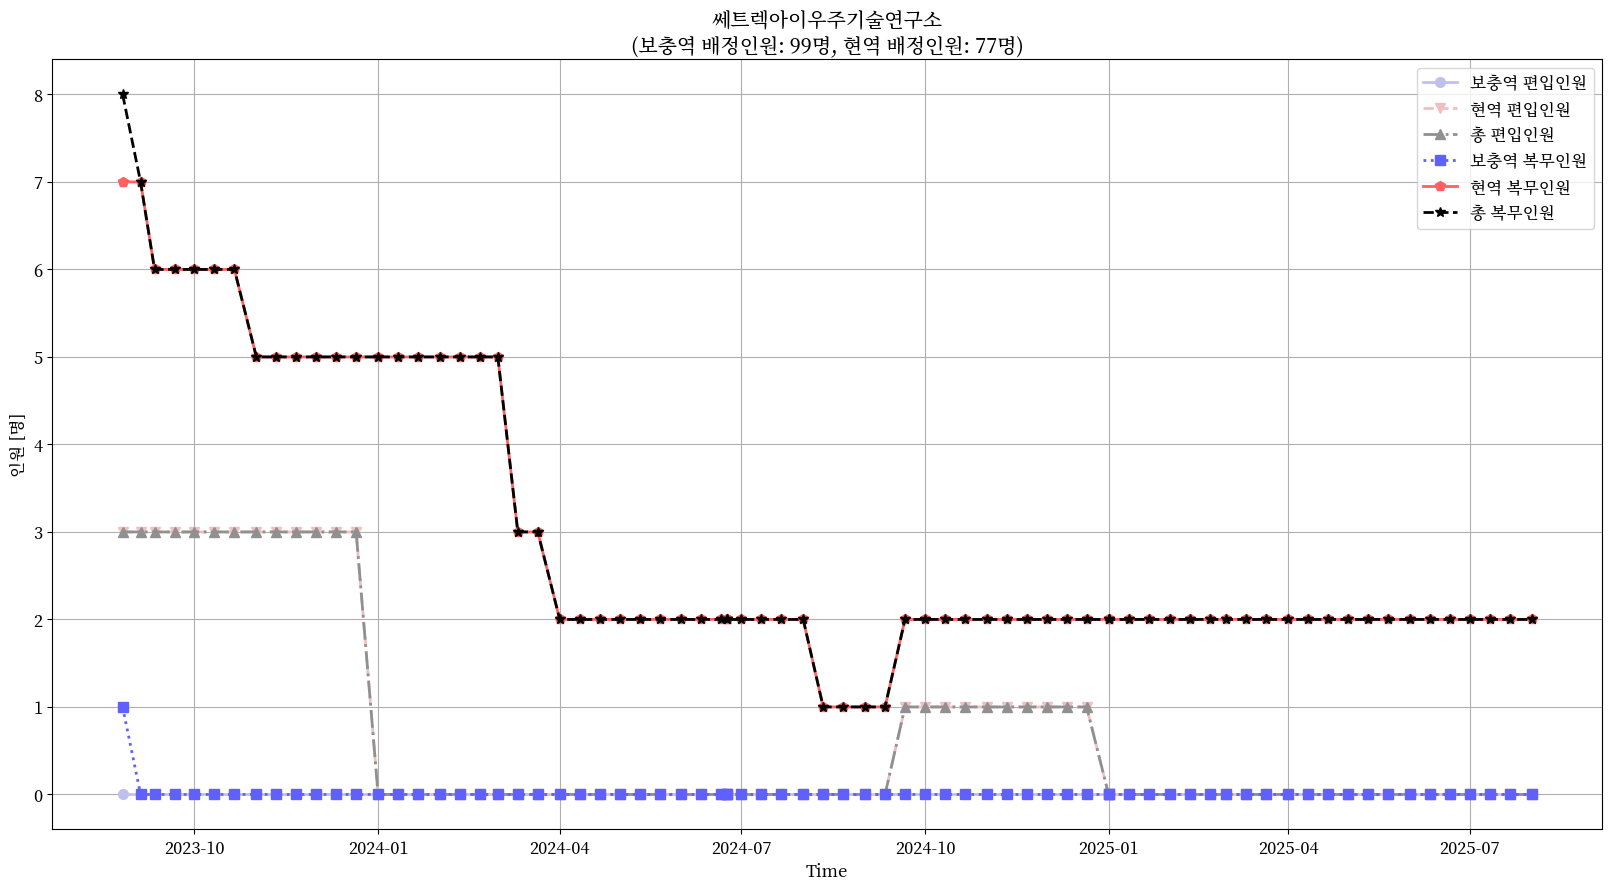 쎄트렉아이우주기술연구소
(보충역 배정인원: 99명, 현역 배정인원: 77명)
보충역 편입인원
현역 편입인원
총 편입인원
보충역 복무인원
현역 복무인원
총 복무인원
인원 [명]
8
7
6
5
4
3
2
1
0
2023-10
2024-01
2024-04
2024-07
2024-10
2025-01
2025-04
2025-07
Time